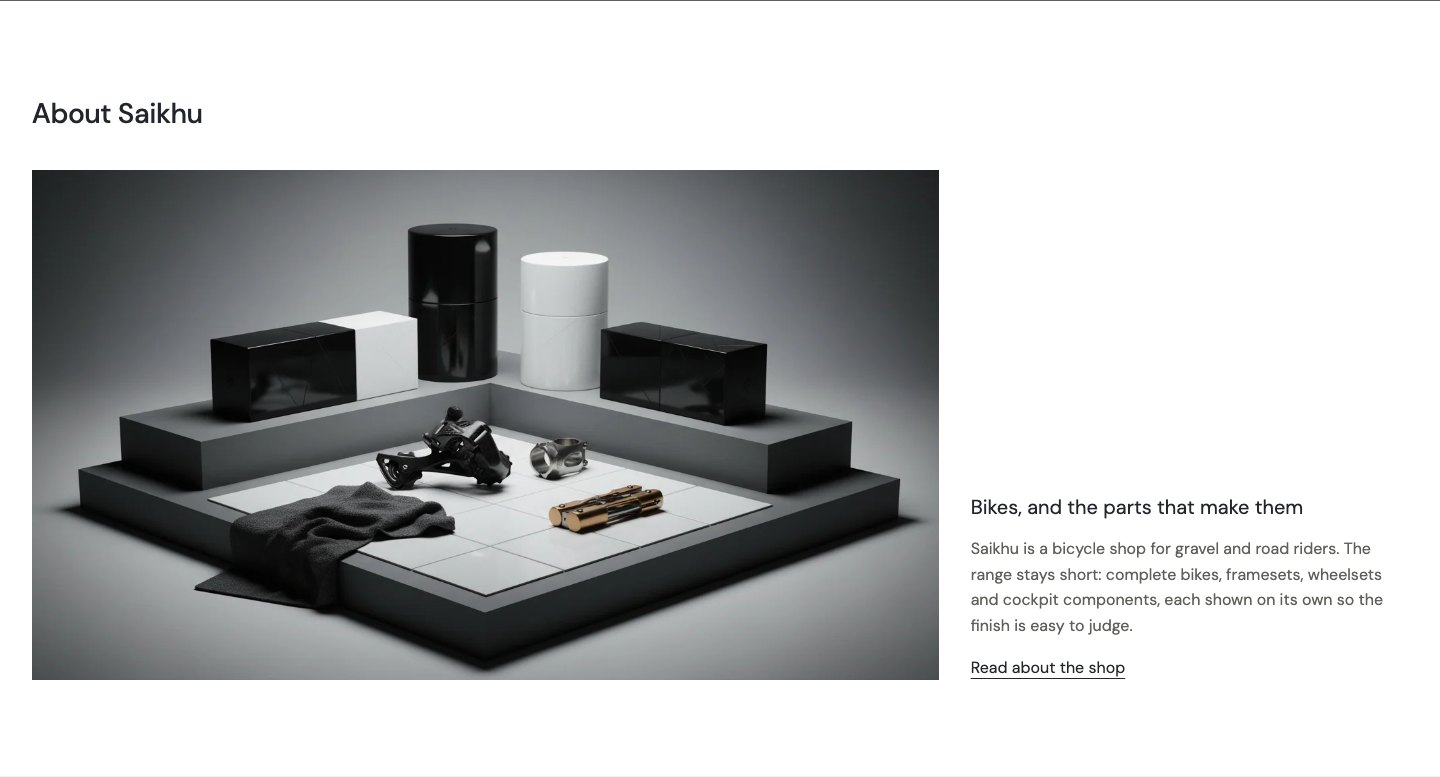 About Saikhu
Bikes, and the parts that make them
Saikhu is a bicycle shop for gravel and road riders. The
range stays short: complete bikes, framesets, wheelsets
and cockpit components, each shown on its own so the
finish is easy to judge.
Read about the shop